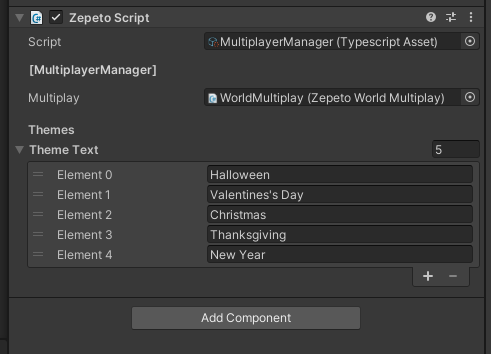 Zepeto Script
Script MultiplayerManager (Typescript Asset)
[MultiplayerManager]
Multiplay WorldMultiplay (Zepeto World Multiplay)
Themes
Theme Text 5
Element 0 Halloween
Element 1 Valentines's Day
Element 2 Christmas
Element 3 Thanksgiving
Element 4 New Year
Add Component